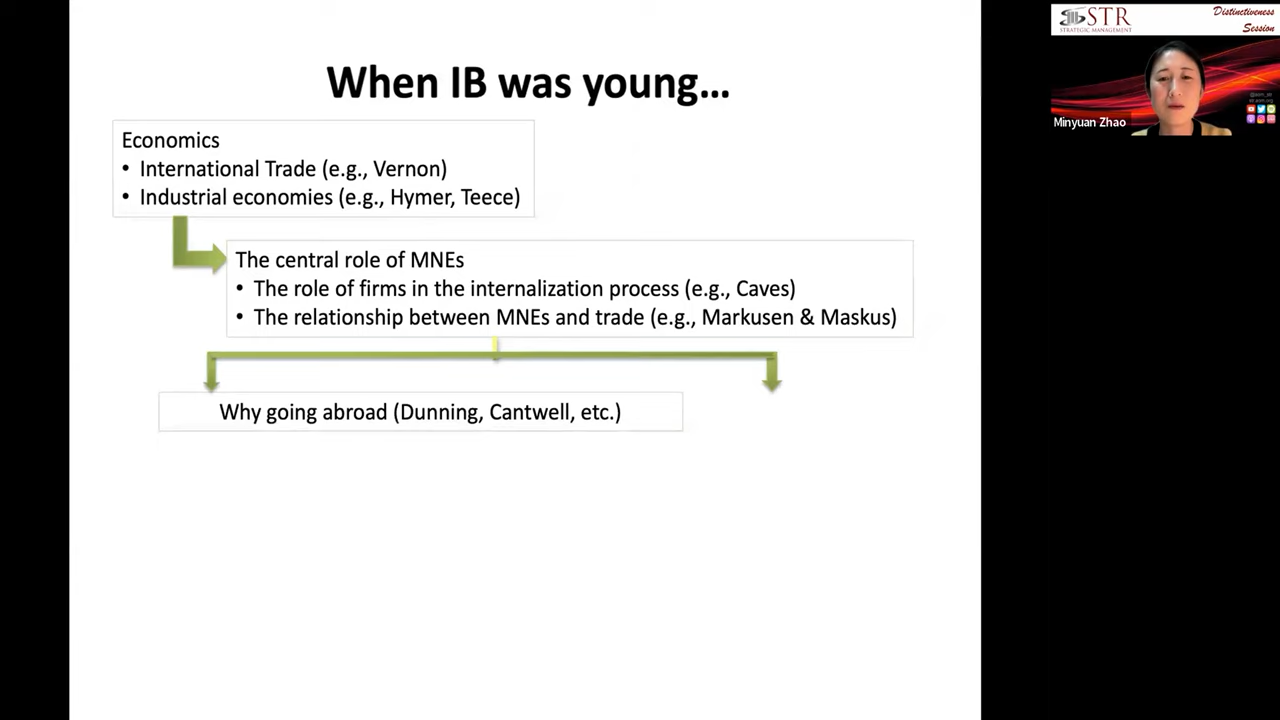 When IB was young...
Economics
• International Trade (e.g., Vernon)
• Industrial economies (e.g., Hymer, Teece)
The central role of MNEs
• The role of firms in the internalization process (e.g., Caves)
• The relationship between MNEs and trade (e.g., Markusen & Maskus)
Why going abroad (Dunning, Cantwell, etc.)
STR
STRATEGIC MANAGEMENT
Distinctiveness
Session
Minyuan Zhao